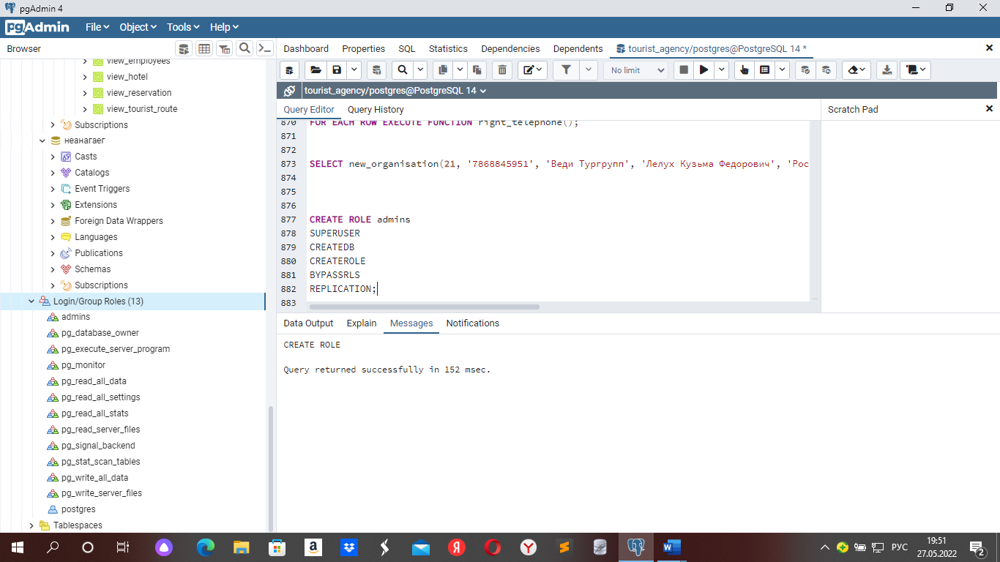 pgAdmin 4
pgAdmin File Object Tools Help
Browser
Dashboard Properties SQL Statistics Dependencies Dependents tourist_agency/postgres@PostgreSQL 14 *
No limit
tourist_agency/postgres@PostgreSQL 14
Query Editor Query History
Scratch Pad
view_employees
view_hotel
view_reservation
view_tourist_route
Subscriptions
неанагаег
Casts
Catalogs
Event Triggers
Extensions
Foreign Data Wrappers
Languages
Publications
Schemas
Subscriptions
Login/Group Roles (13)
admins
pg_database_owner
pg_execute_server_program
pg_monitor
pg_read_all_data
pg_read_all_settings
pg_read_all_stats
pg_read_server_files
pg_signal_backend
pg_stat_scan_tables
pg_write_all_data
pg_write_server_files
postgres
Tablespaces
870 FOR EACH ROW EXECUTE FUNCTION right_telephone();
871
872
873 SELECT new_organisation(21, '7868845951', 'Веди Тургрупп', 'Лелух Кузьма Федорович', 'Рос
874
875
876
877 CREATE ROLE admins
878 SUPERUSER
879 CREATEDB
880 CREATEROLE
881 BYPASSRLS
882 REPLICATION;
883
Data Output Explain Messages Notifications
CREATE ROLE
Query returned successfully in 152 msec.
РУС
19:51
27.05.2022
2